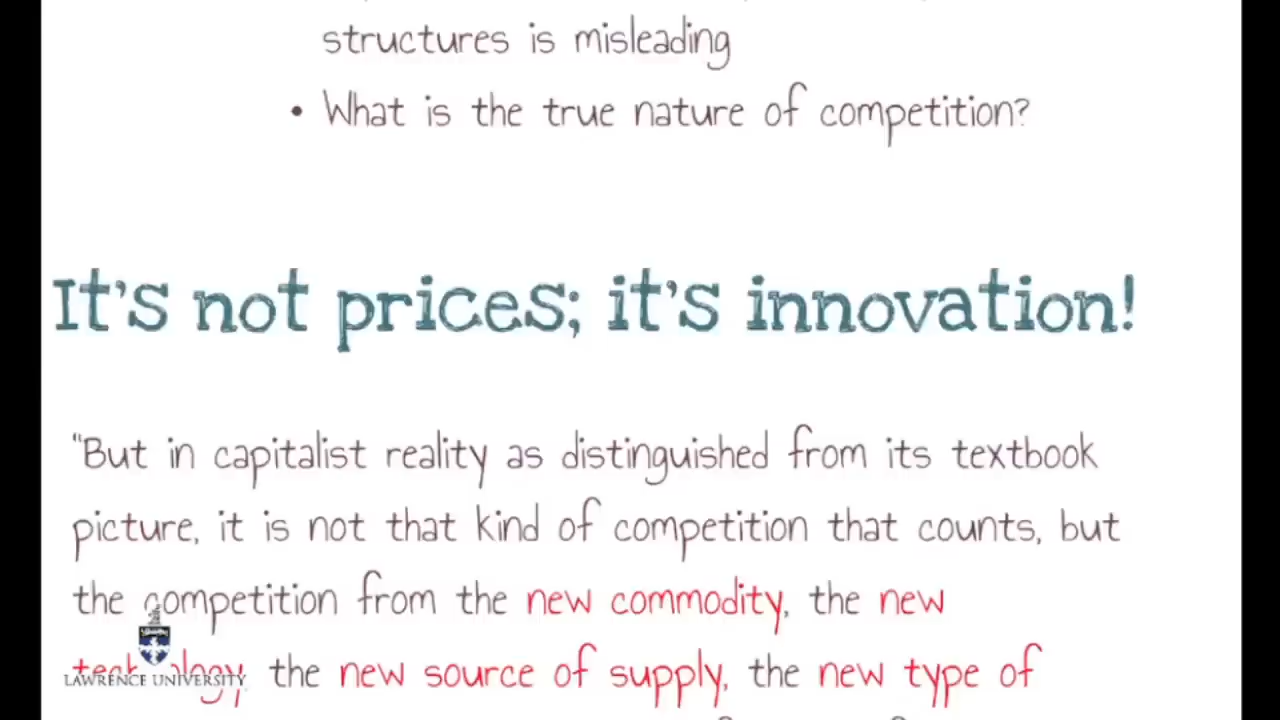 structures is misleading
• What is the true nature of competition?
It's not prices; it's innovation!
"But in capitalist reality as distinguished from its textbook
picture, it is not that kind of competition that counts, but
the competition from the new commodity, the new
technology, the new source of supply, the new type of
LAWRENCE UNIVERSITY